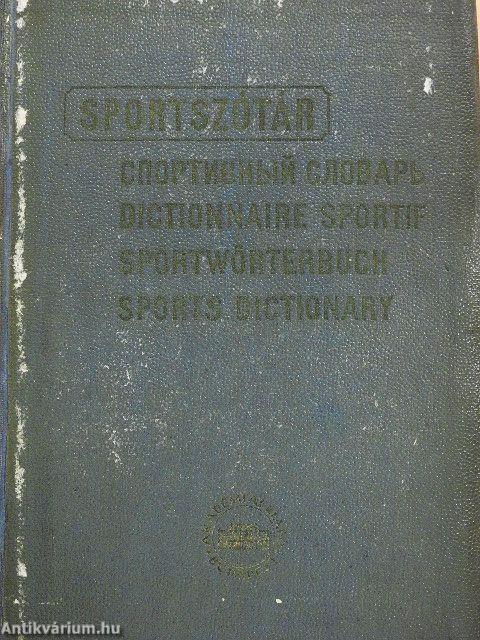 SPORTSZÓTÁR
СПОРТИВНЫЙ СЛОВАРЬ
DICTIONNAIRE SPORTIF
SPORTWÖRTERBUCH
SPORTS DICTIONARY
Antikvárium.hu